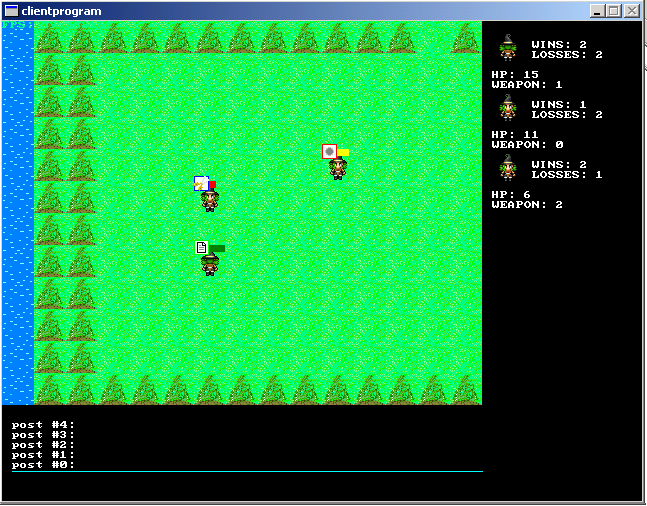 clientprogram
WINS: 2
LOSSES: 2
HP: 15
WEAPON: 1
WINS: 1
LOSSES: 2
HP: 11
WEAPON: 0
WINS: 2
LOSSES: 1
HP: 6
WEAPON: 2
post #4:
post #3:
post #2:
post #1:
post #0: